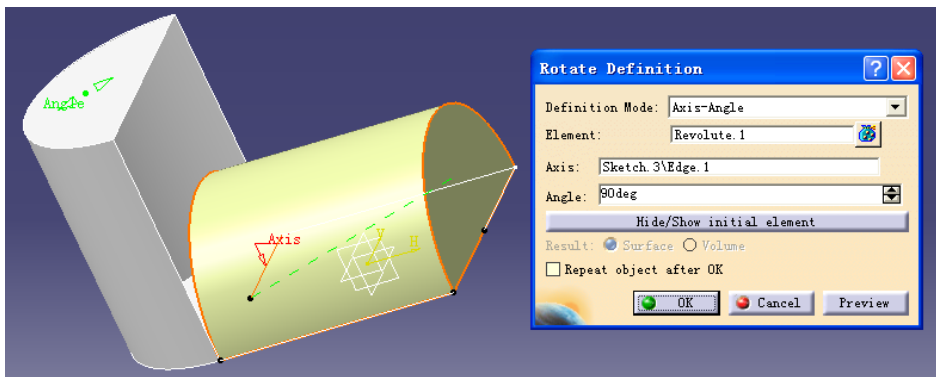 Angle
Axis
V
H
Rotate Definition
Definition Mode: Axis-Angle
Element: Revolute.1
Axis: Sketch.3\Edge.1
Angle: 90deg
Hide/Show initial element
Result: Surface Volume
Repeat object after OK
OK Cancel Preview